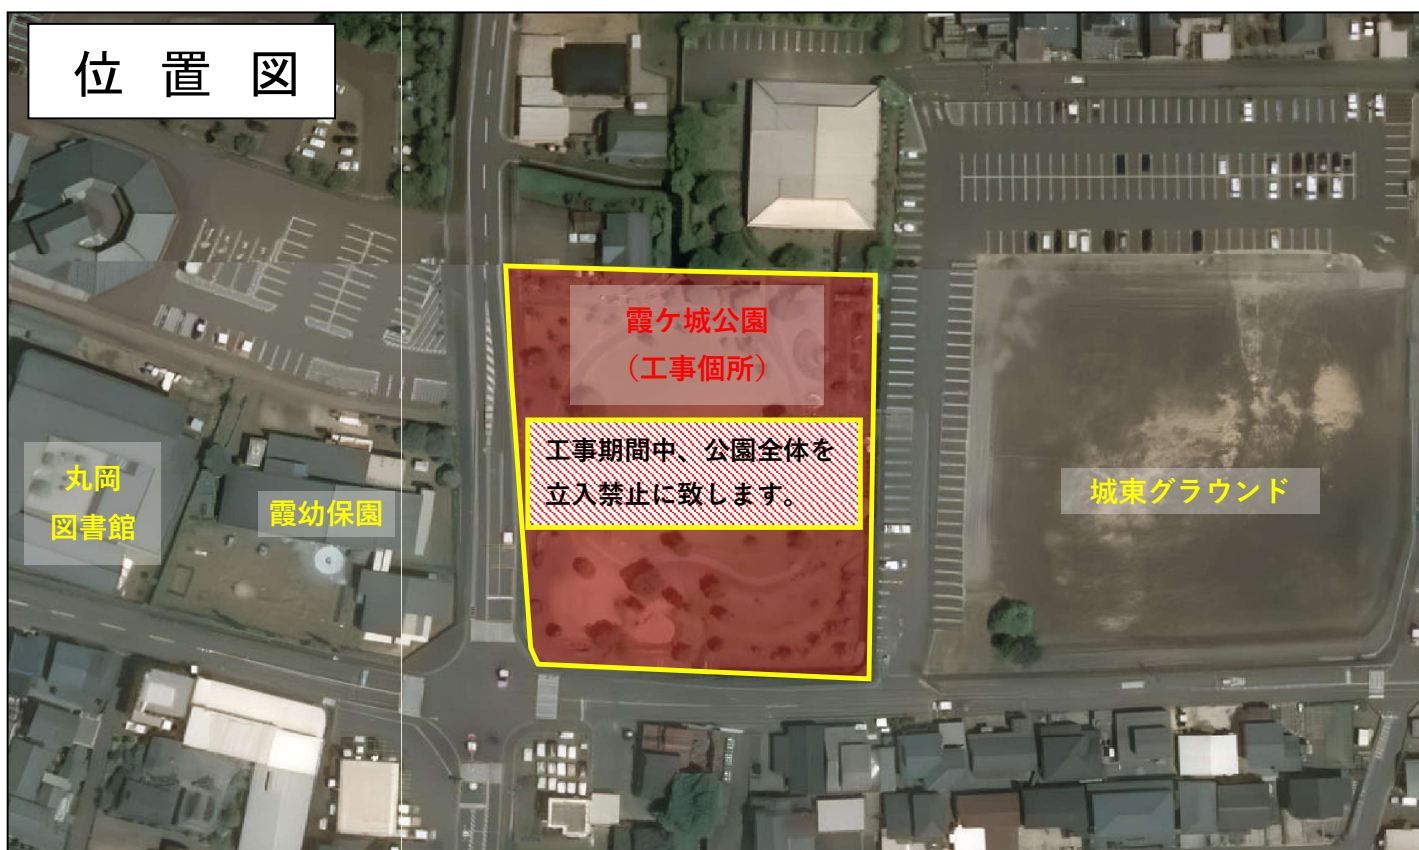 位置図
霞ケ城公園
（工事個所）
工事期間中、公園全体を
立入禁止に致します。
丸岡
図書館
霞幼保園
城東グラウンド